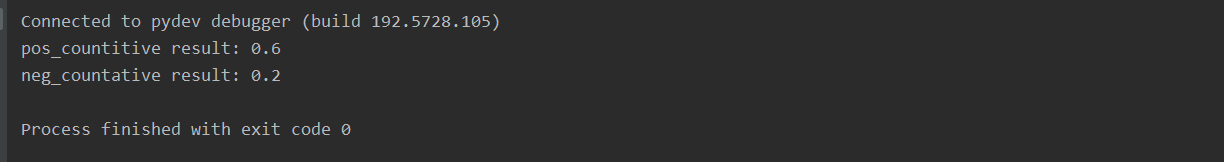 Connected to pydev debugger (build 192.5728.105)
pos_countitive result: 0.6
neg_countative result: 0.2
Process finished with exit code 0